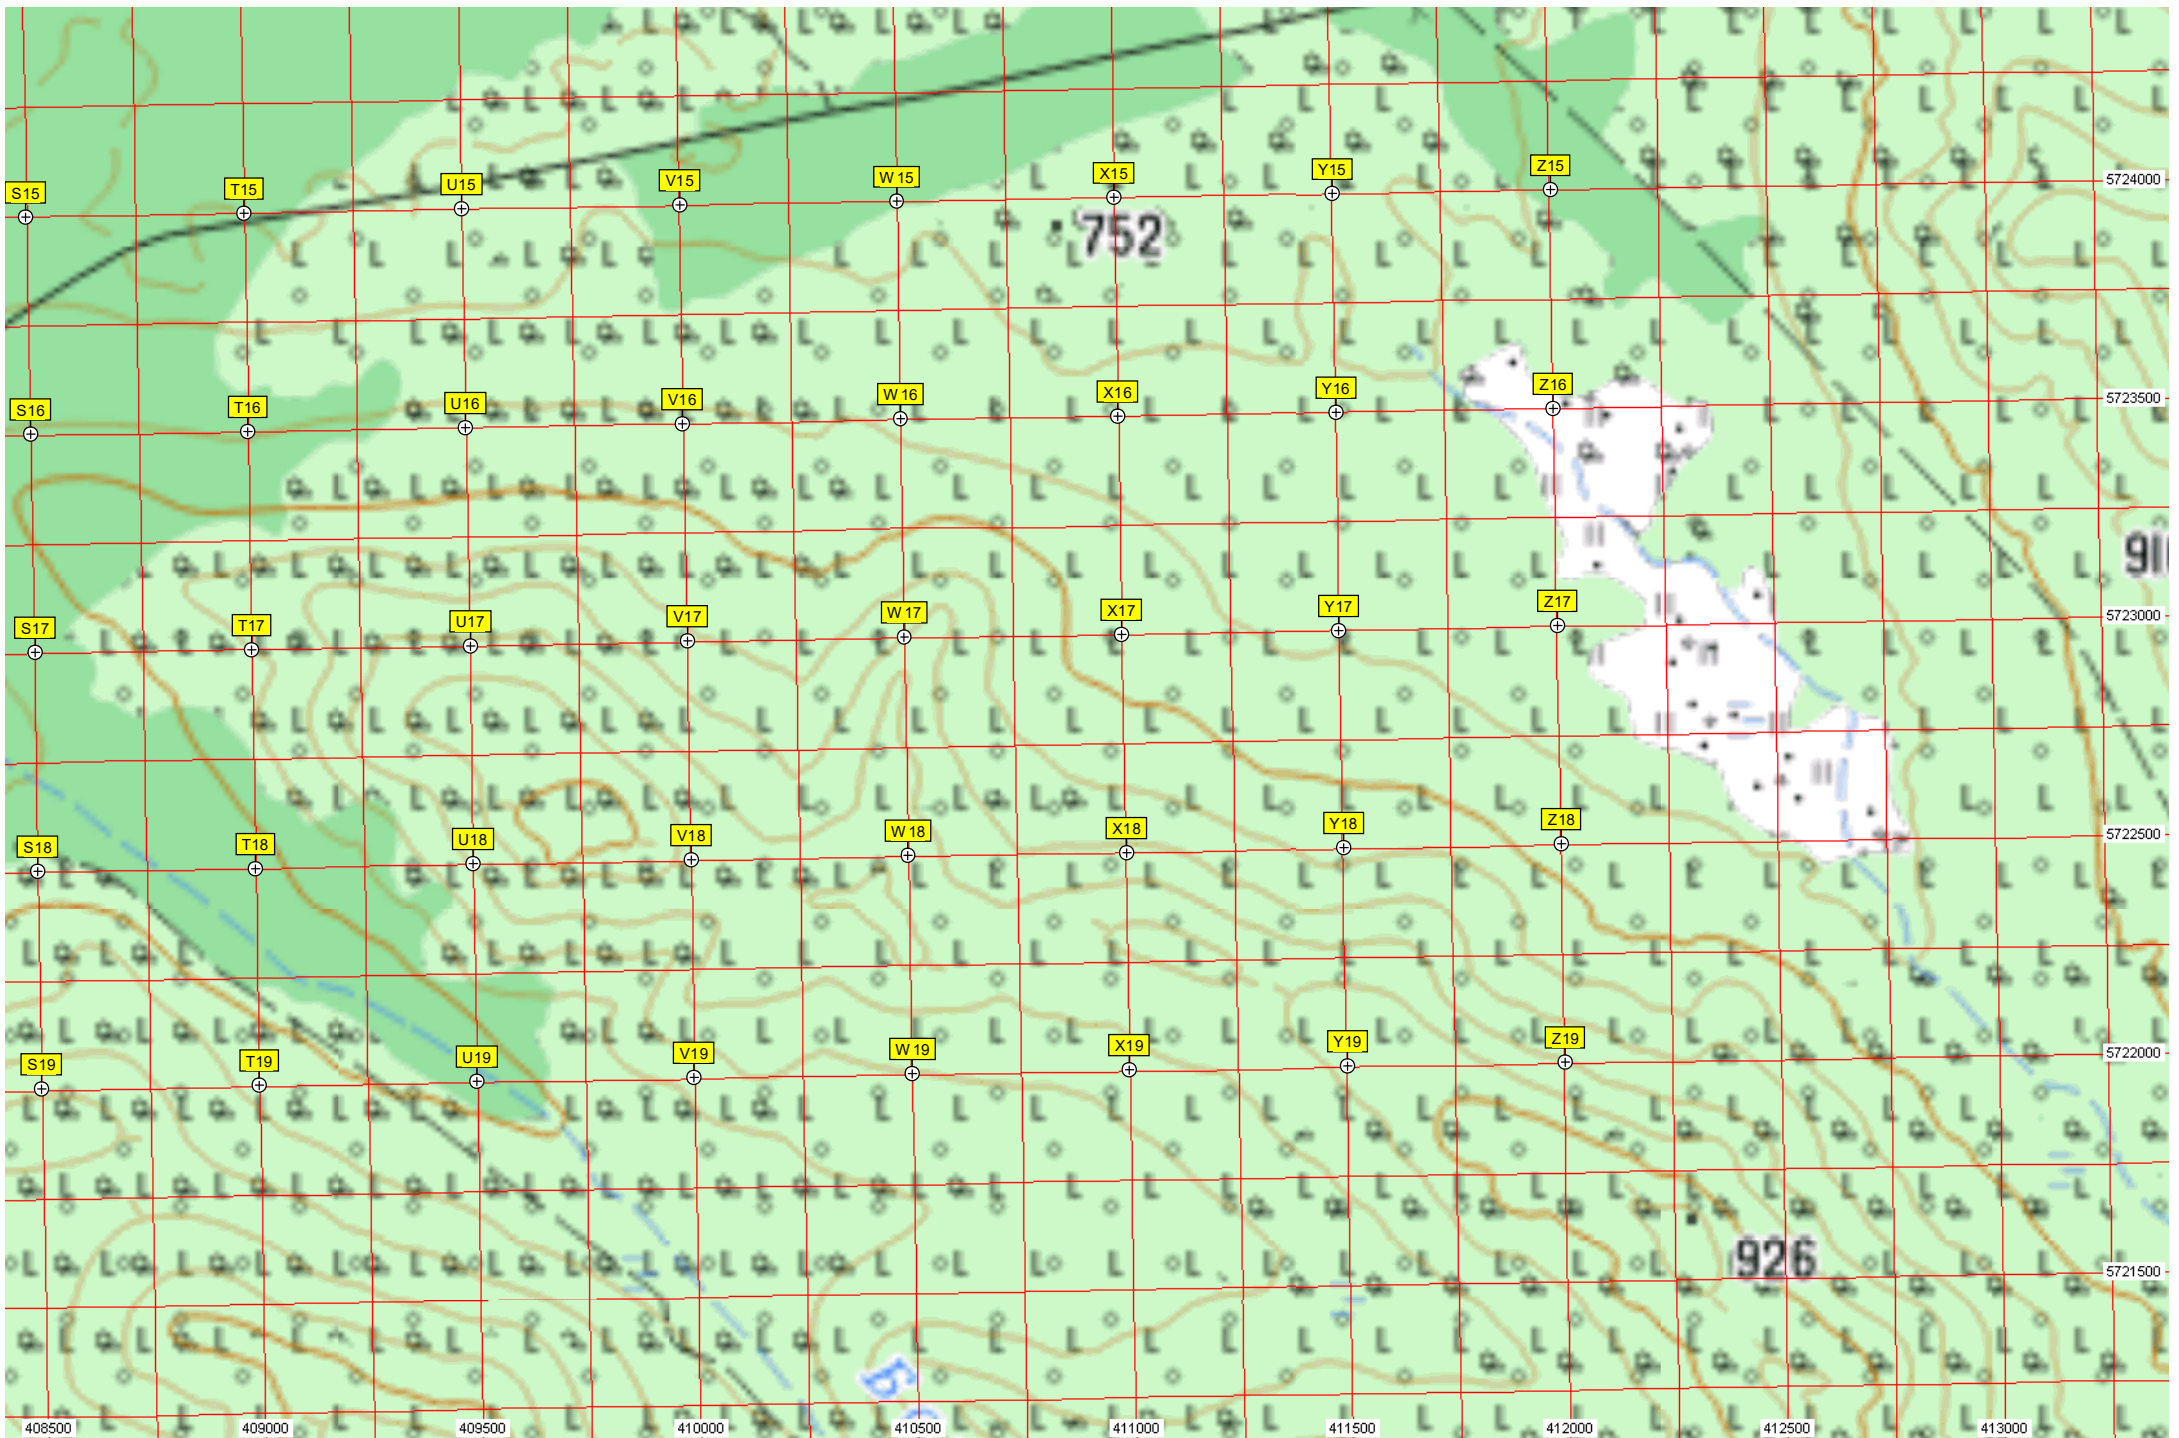 S15 T15 U15 V15 W15 X15 Y15 Z15 5724000
752
S16 T16 U16 V16 W16 X16 Y16 Z16 5723500
S17 T17 U17 V17 W17 X17 Y17 Z17 5723000
S18 T18 U18 V18 W18 X18 Y18 Z18 5722500
S19 T19 U19 V19 W19 X19 Y19 Z19 5722000
926
5721500
Б
408500 409000 409500 410000 410500 411000 411500 412000 412500 413000